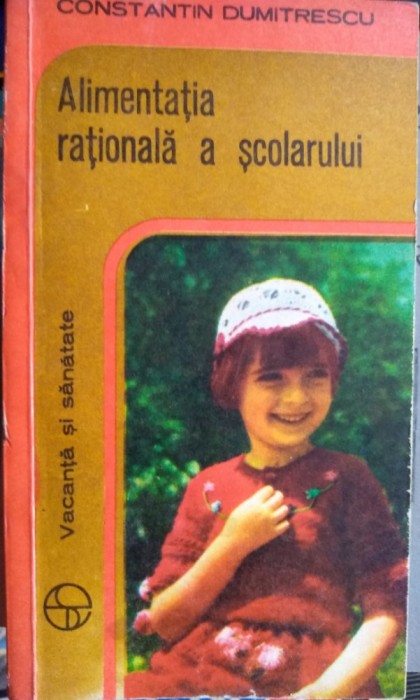 CONSTANTIN DUMITRESCU
Alimentația
rațională a școlarului
Vacanță și sănătate